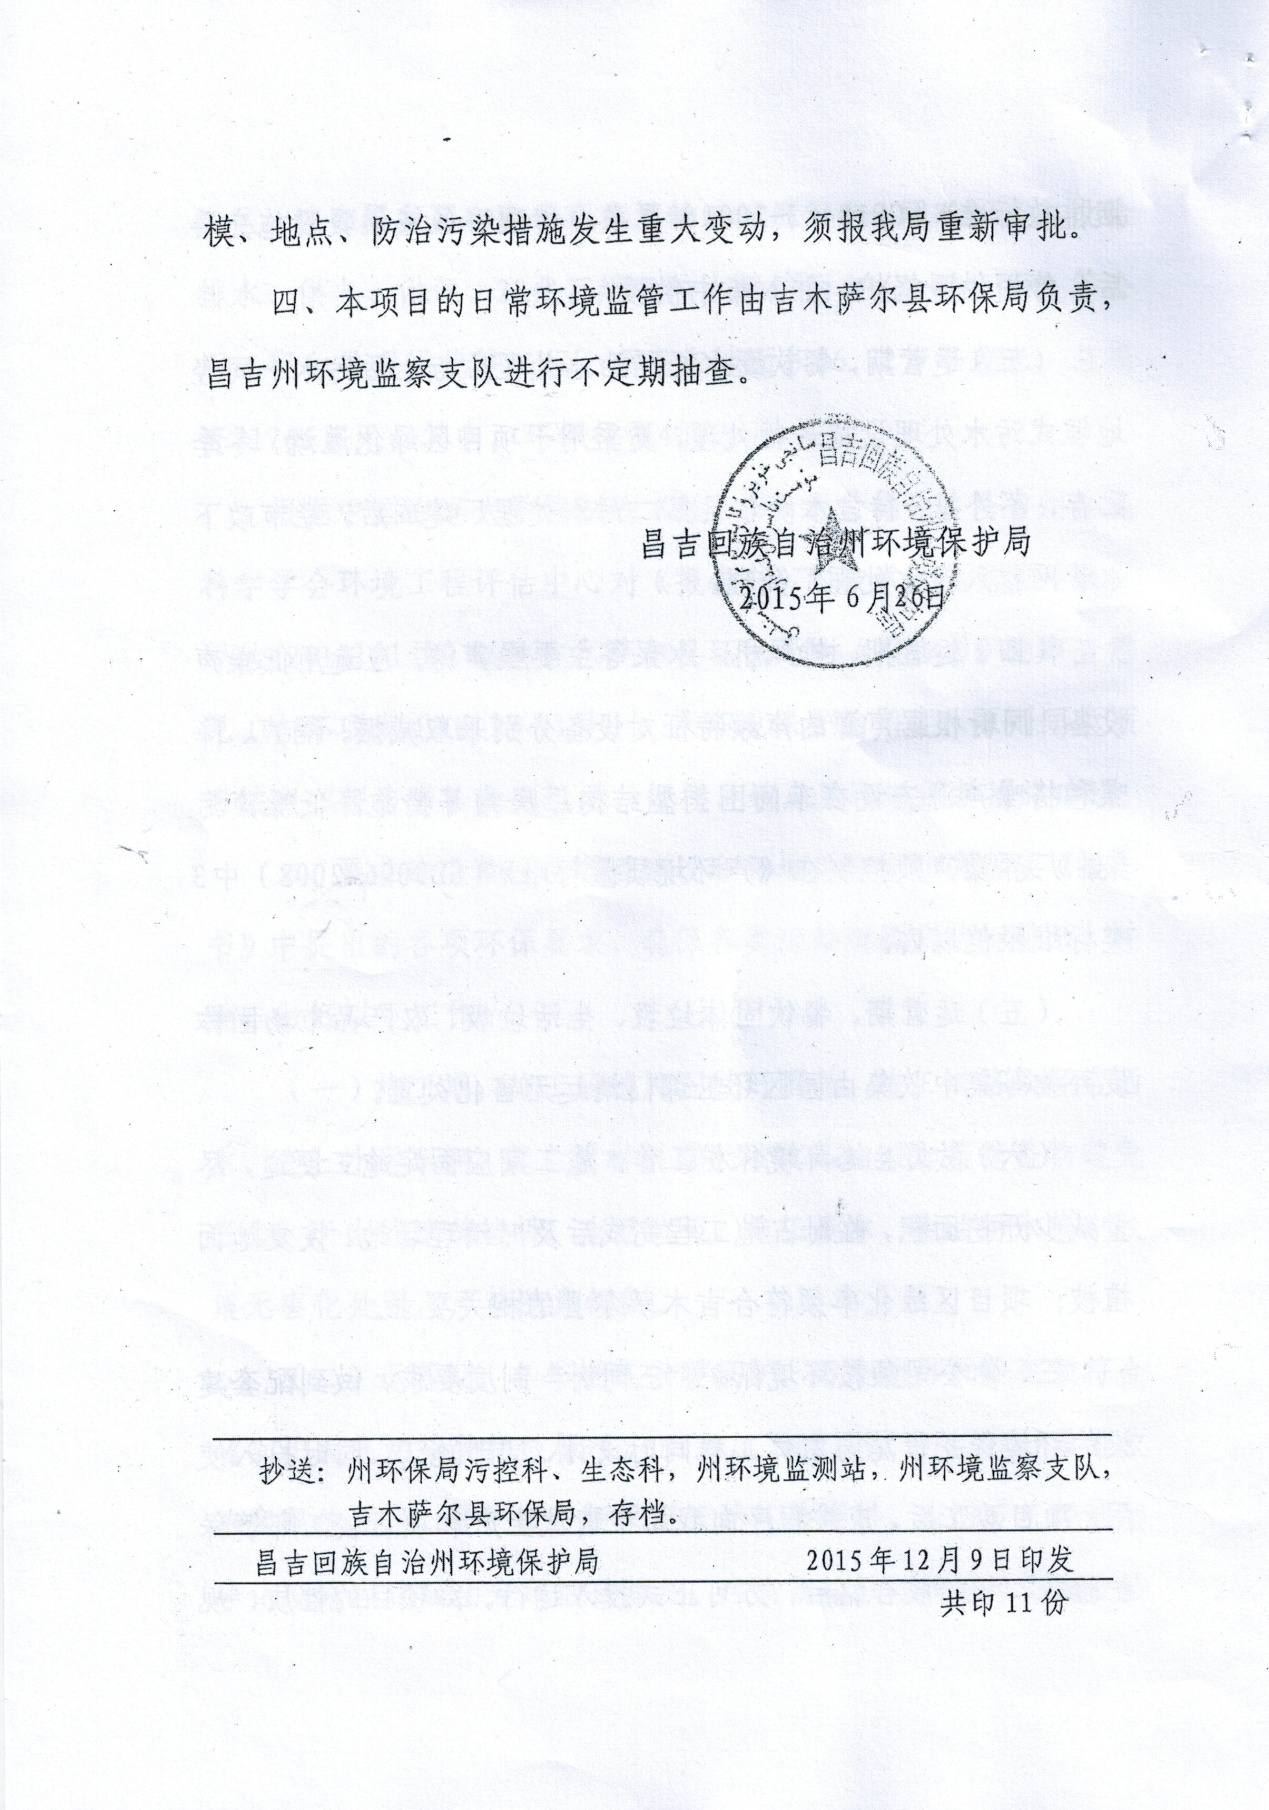 模、地点、防治污染措施发生重大变动，须报我局重新审批。
四、本项目的日常环境监管工作由吉木萨尔县环保局负责，
昌吉州环境监察支队进行不定期抽查。
昌吉回族自治州环境保护局
2015年6月26日
抄送：州环保局污控科、生态科，州环境监测站，州环境监察支队，
吉木萨尔县环保局，存档。
昌吉回族自治州环境保护局 2015年12月9日印发
共印11份